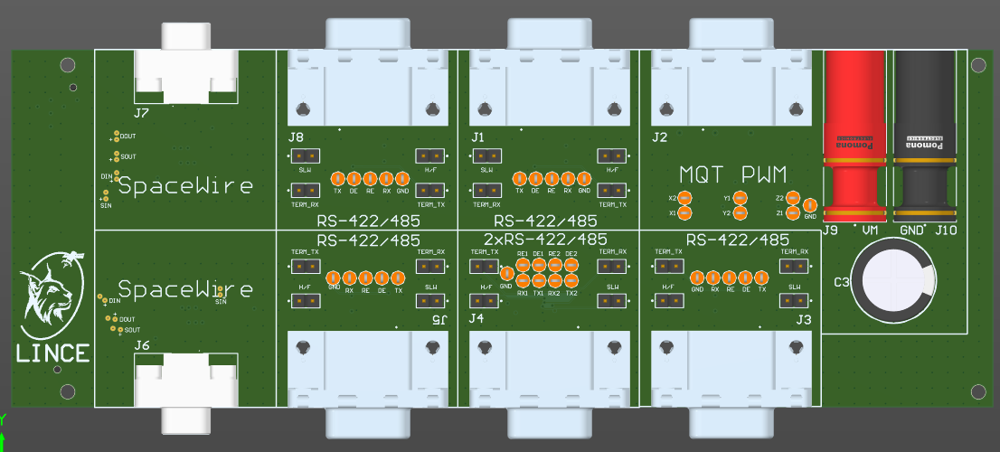 J7
DOUT
SOUT
DIN
SpaceWire
SIN
J8
SLW
H/F
TX DE RE RX GND
TERM_RX
TERM_TX
RS-422/485
J1
SLW
H/F
TX DE RE RX GND
TERM_RX
TERM_TX
RS-422/485
J2
MQT PWM
X2 Y1 Z2
X1 Y2 Z1 GND
Pomona
ELECTRONICS
Pomona
ELECTRONICS
J9 VM GND J10
LINCE
SpaceWire
SIN
DIN
DOUT
SOUT
J6
RS-422/485
TERM_TX
TERM_RX
GND RX RE DE TX
H/F
SLW
J5
2xRS-422/485
TERM_TX
RE1 DE1 RE2 DE2
TERM_RX
GND
H/F
RX1 TX1 RX2 TX2
SLW
J4
RS-422/485
TERM_TX
TERM_RX
GND RX RE DE TX
H/F
SLW
J3
C3
Y